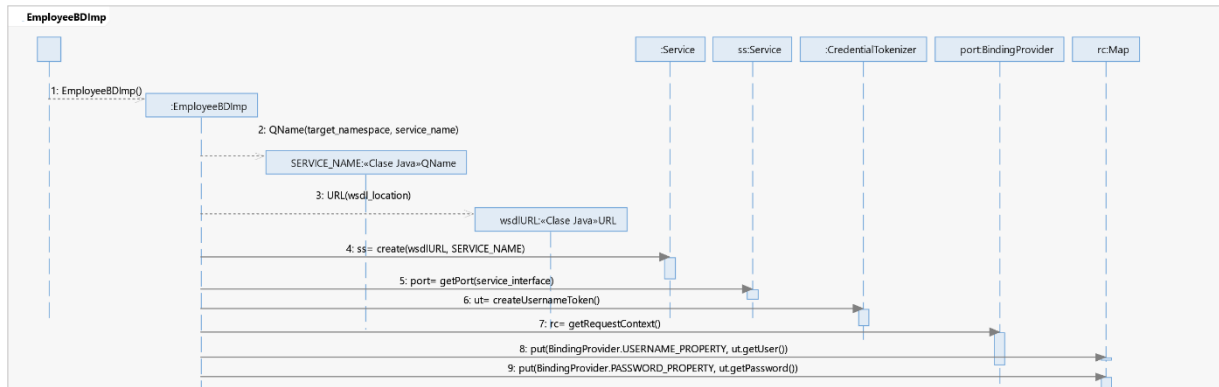 EmployeeBDImp
:Service
ss:Service
:CredentialTokenizer
port:BindingProvider
rc:Map
1: EmployeeBDImp()
:EmployeeBDImp
2: QName(target_namespace, service_name)
SERVICE_NAME:«Clase Java»QName
3: URL(wsdl_location)
wsdlURL:«Clase Java»URL
4: ss= create(wsdlURL, SERVICE_NAME)
5: port= getPort(service_interface)
6: ut= createUsernameToken()
7: rc= getRequestContext()
8: put(BindingProvider.USERNAME_PROPERTY, ut.getUser())
9: put(BindingProvider.PASSWORD_PROPERTY, ut.getPassword())